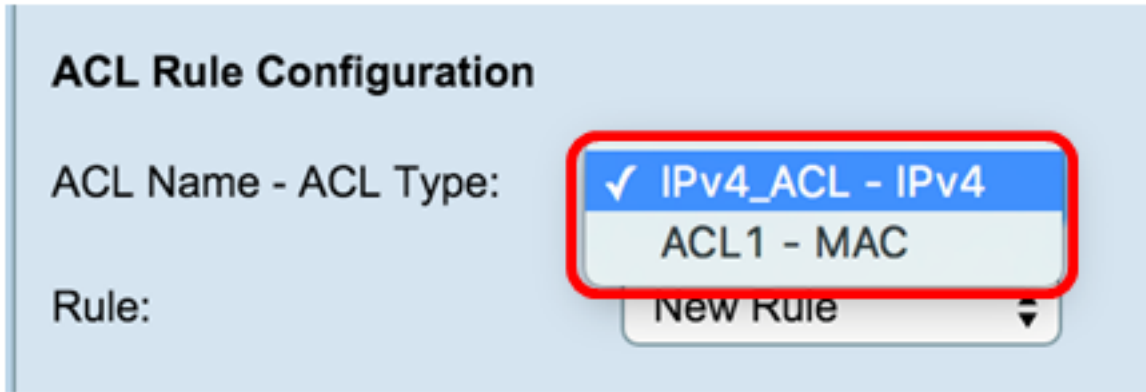 ACL Rule Configuration
ACL Name - ACL Type:
✓ IPv4_ACL - IPv4
ACL1 - MAC
Rule:
New Rule